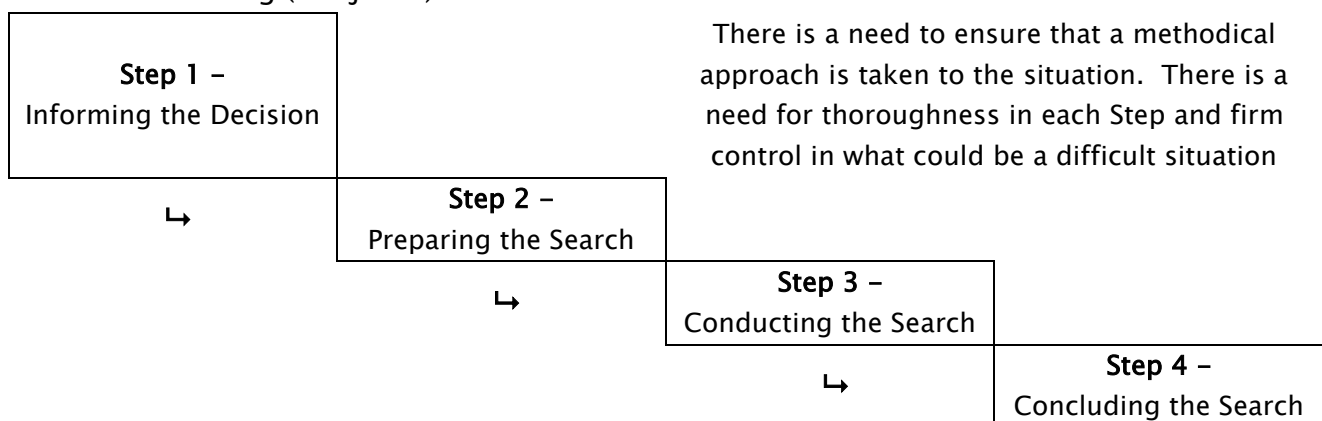 Step 1 –
Informing the Decision
There is a need to ensure that a methodical
approach is taken to the situation.  There is a
need for thoroughness in each Step and firm
control in what could be a difficult situation
Step 2 –
Preparing the Search
Step 3 –
Conducting the Search
Step 4 –
Concluding the Search